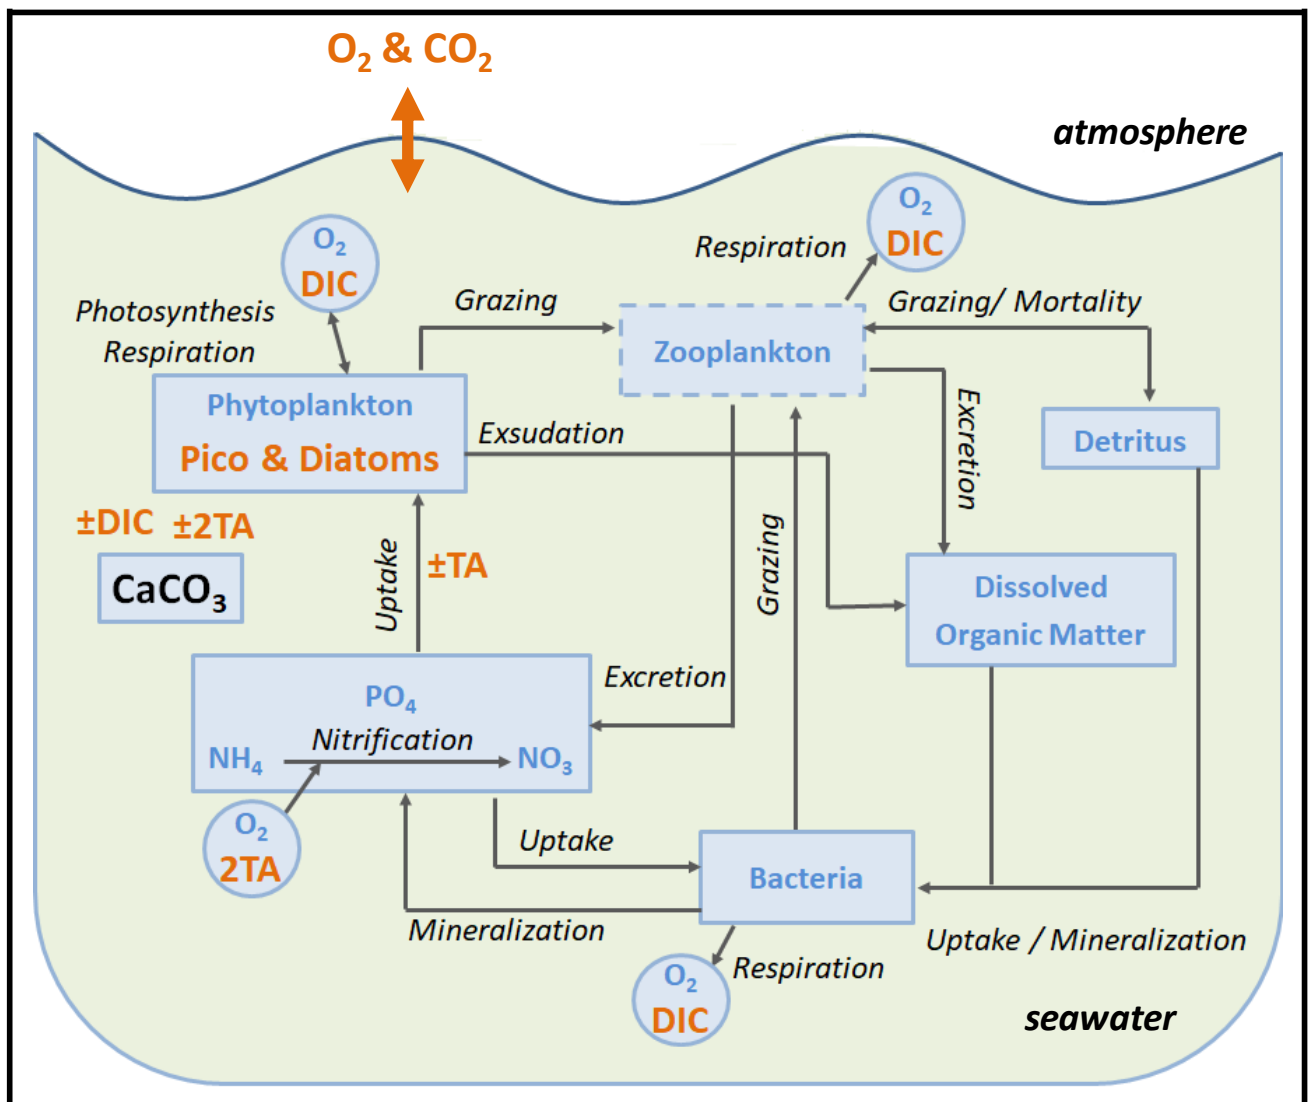 O₂ & CO₂
atmosphere
O₂
DIC
Respiration
O₂
DIC
Photosynthesis
Respiration
Grazing
Grazing/ Mortality
Zooplankton
Phytoplankton
Pico & Diatoms
Exsudation
Excretion
Detritus
±DIC
±2TA
CaCO₃
Uptake
±TA
Grazing
Dissolved
Organic Matter
Excretion
PO₄
Nitrification
NH₄
NO₃
O₂
2TA
Uptake
Bacteria
Mineralization
Uptake / Mineralization
O₂
DIC
Respiration
seawater